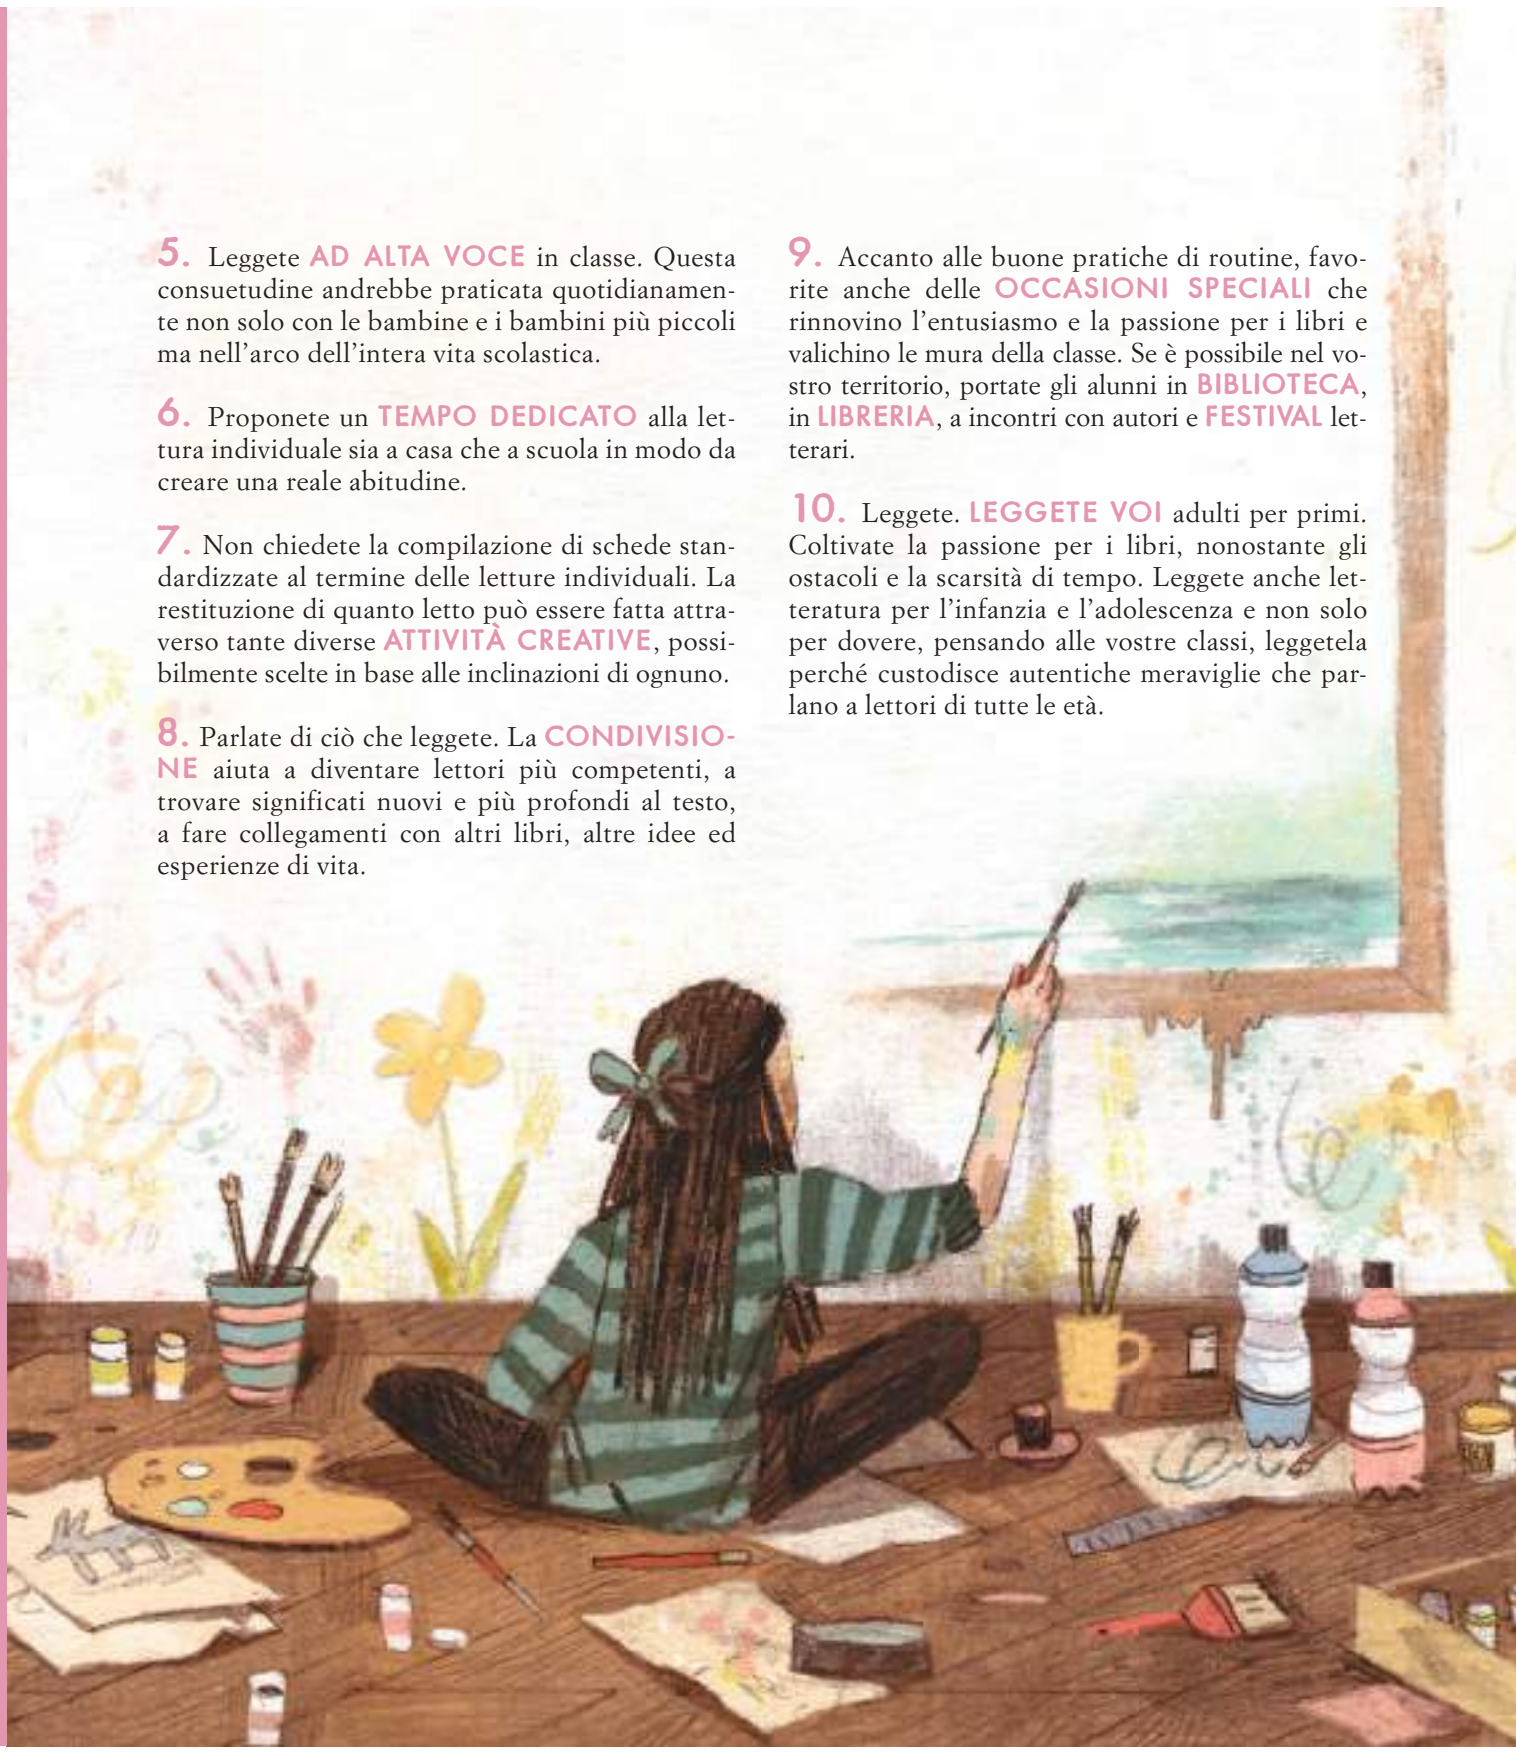 5. Leggete AD ALTA VOCE in classe. Questa
consuetudine andrebbe praticata quotidianamen-
te non solo con le bambine e i bambini più piccoli
ma nell’arco dell’intera vita scolastica.
6. Proponete un TEMPO DEDICATO alla let-
tura individuale sia a casa che a scuola in modo da
creare una reale abitudine.
7. Non chiedete la compilazione di schede stan-
dardizzate al termine delle letture individuali. La
restituzione di quanto letto può essere fatta attra-
verso tante diverse ATTIVITÀ CREATIVE, possi-
bilmente scelte in base alle inclinazioni di ognuno.
8. Parlate di ciò che leggete. La CONDIVISIO-
NE aiuta a diventare lettori più competenti, a
trovare significati nuovi e più profondi al testo,
a fare collegamenti con altri libri, altre idee ed
esperienze di vita.
9. Accanto alle buone pratiche di routine, favo-
rite anche delle OCCASIONI SPECIALI che
rinnovino l’entusiasmo e la passione per i libri e
valichino le mura della classe. Se è possibile nel vo-
stro territorio, portate gli alunni in BIBLIOTECA,
in LIBRERIA, a incontri con autori e FESTIVAL let-
terari.
10. Leggete. LEGGETE VOI adulti per primi.
Coltivate la passione per i libri, nonostante gli
ostacoli e la scarsità di tempo. Leggete anche let-
teratura per l’infanzia e l’adolescenza e non solo
per dovere, pensando alle vostre classi, leggetela
perché custodisce autentiche meraviglie che par-
lano a lettori di tutte le età.